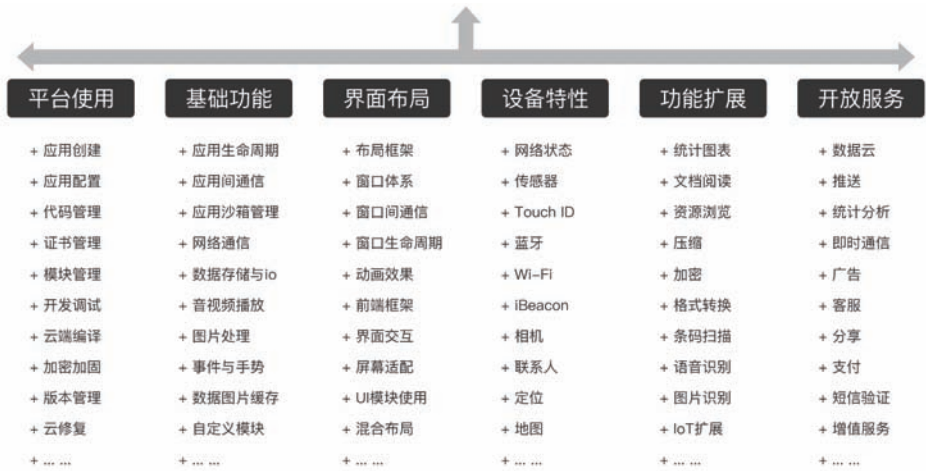 平台使用 基础功能 界面布局 设备特性 功能扩展 开放服务
+ 应用创建 + 应用生命周期 + 布局框架 + 网络状态 + 统计图表 + 数据云
+ 应用配置 + 应用间通信 + 窗口体系 + 传感器 + 文档阅读 + 推送
+ 代码管理 + 应用沙箱管理 + 窗口间通信 + Touch ID + 资源浏览 + 统计分析
+ 证书管理 + 网络通信 + 窗口生命周期 + 蓝牙 + 压缩 + 即时通信
+ 模块管理 + 数据存储与io + 动画效果 + Wi-Fi + 加密 + 广告
+ 开发调试 + 音视频播放 + 前端框架 + iBeacon + 格式转换 + 客服
+ 云端编译 + 图片处理 + 界面交互 + 相机 + 条码扫描 + 分享
+ 加密加固 + 事件与手势 + 屏幕适配 + 联系人 + 语音识别 + 支付
+ 版本管理 + 数据图片缓存 + UI模块使用 + 定位 + 图片识别 + 短信验证
+ 云修复 + 自定义模块 + 混合布局 + 地图 + IoT扩展 + 增值服务
+ ... ... + ... ... + ... ... + ... ... + ... ... + ... ...